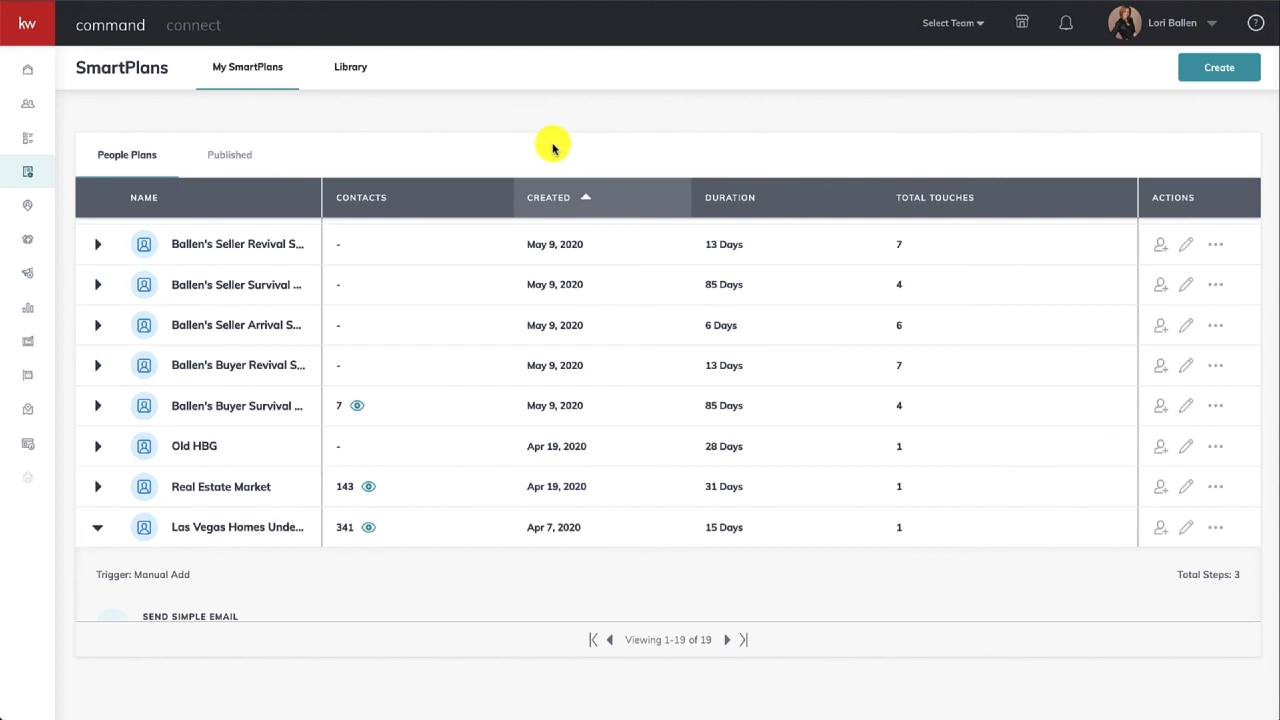 kw command connect Select Team Lori Ballen ?
SmartPlans My SmartPlans Library Create
People Plans Published
NAME CONTACTS CREATED DURATION TOTAL TOUCHES ACTIONS
Ballen's Seller Revival S... - May 9, 2020 13 Days 7
Ballen's Seller Survival ... - May 9, 2020 85 Days 4
Ballen's Seller Arrival S... - May 9, 2020 6 Days 6
Ballen's Buyer Revival S... - May 9, 2020 13 Days 7
Ballen's Buyer Survival ... 7 May 9, 2020 85 Days 4
Old HBG - Apr 19, 2020 28 Days 1
Real Estate Market 143 Apr 19, 2020 31 Days 1
Las Vegas Homes Unde... 341 Apr 7, 2020 15 Days 1
Trigger: Manual Add Total Steps: 3
SEND SIMPLE EMAIL
Viewing 1-19 of 19